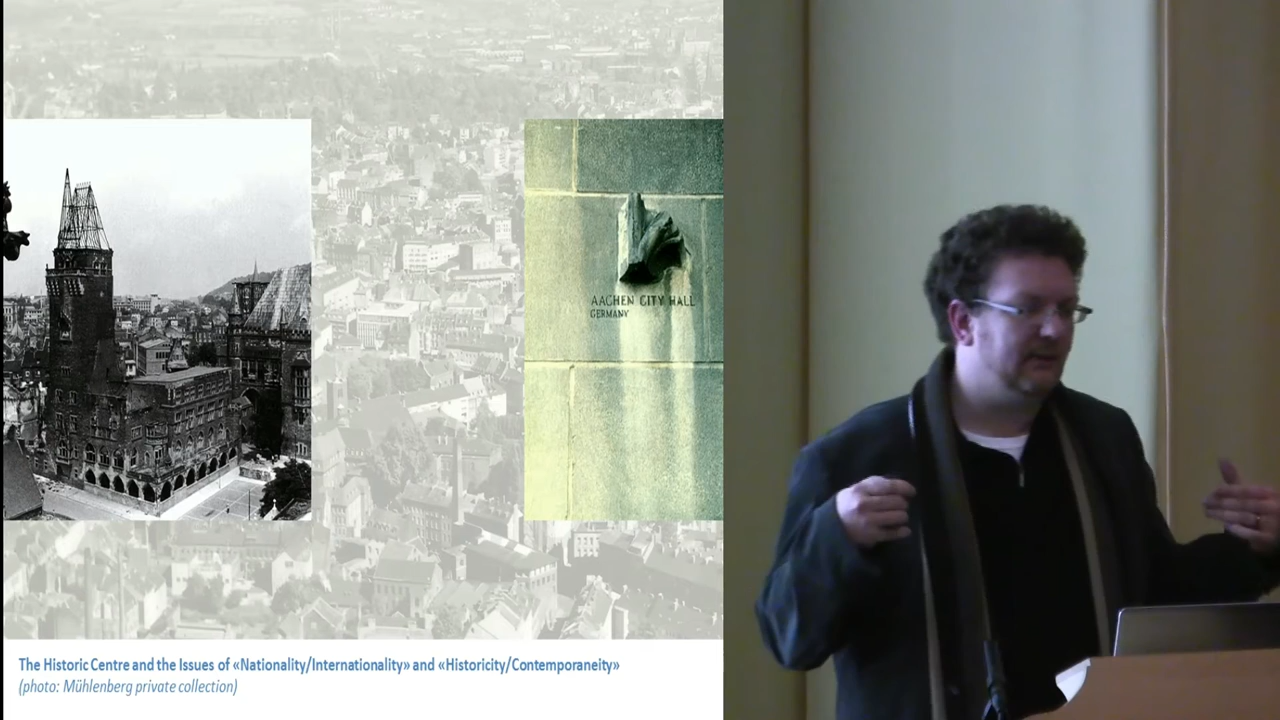 AACHEN CITY HALL
GERMANY
The Historic Centre and the Issues of «Nationality/Internationality» and «Historicity/Contemporaneity»
(photo: Mühlenberg private collection)